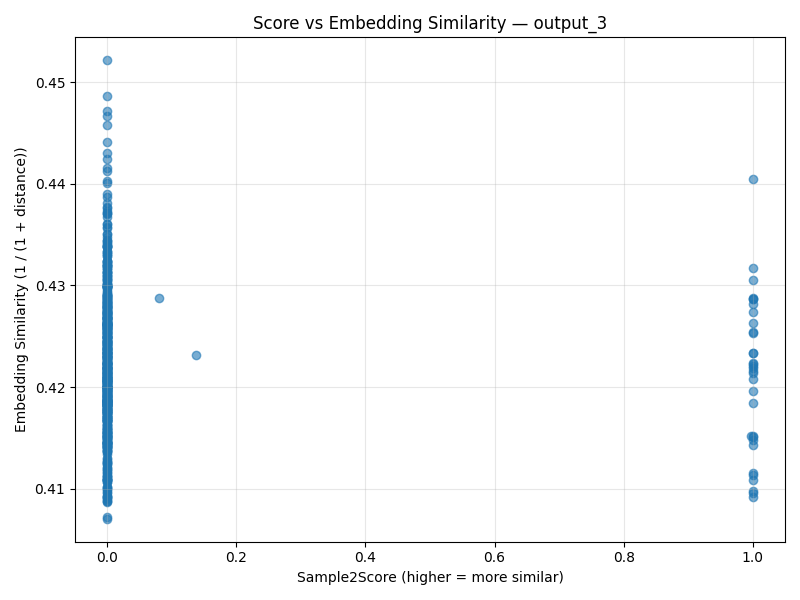 Score vs Embedding Similarity — output_3
Embedding Similarity (1 / (1 + distance))
0.45
0.44
0.43
0.42
0.41
0.0 0.2 0.4 0.6 0.8 1.0
Sample2Score (higher = more similar)